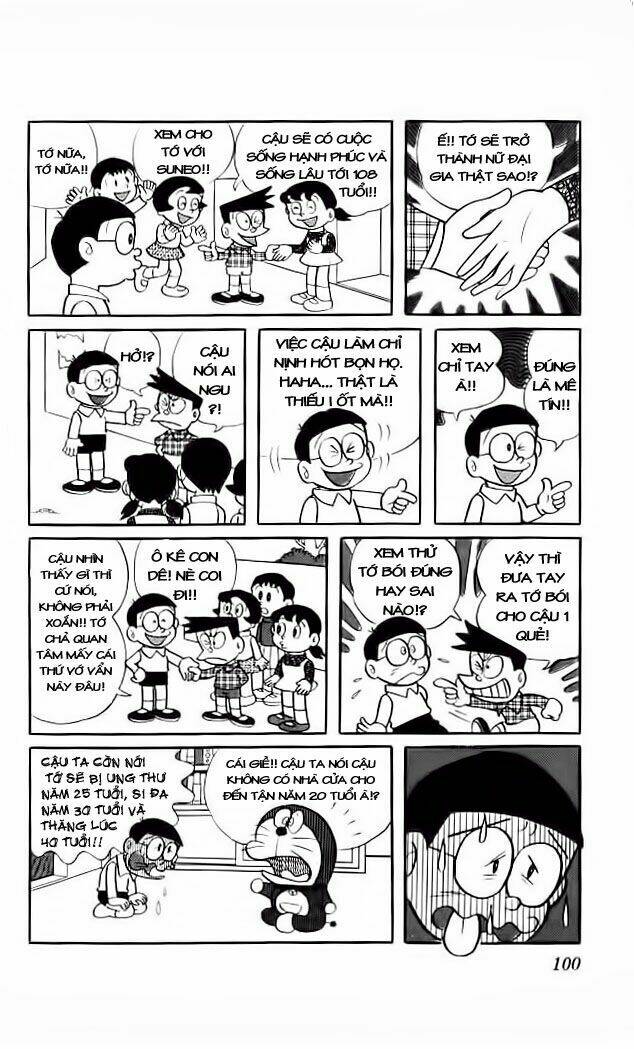 Ế!! TỚ SẼ TRỞ
THÀNH NỮ ĐẠI
GIA THẬT SAO!?
CẬU SẼ CÓ CUỘC
SỐNG HẠNH PHÚC VÀ
SỐNG LÂU TỚI 108
TUỔI!!
XEM CHO
TỚ VỚI
SUNEO!!
TỚ NỮA,
TỚ NỮA!!
ĐÚNG
LÀ MÊ
TÍN!!
XEM
CHỈ TAY
À!!
VIỆC CẬU LÀM CHỈ
NỊNH HÓT BỌN HỌ.
HAHA... THẬT LÀ
THIẾU I ỐT MÀ!!
CẬU
NÓI AI
NGU
?!
HỞ!?
VẬY THÌ
ĐƯA TAY
RA TỚ BÓI
CHO CẬU 1
QUẺ!
XEM THỬ
TỚ BÓI ĐÚNG
HAY SAI
NÀO!?
Ô KÊ CON
DÊ! NÈ COI
ĐI!!
CẬU NHÌN
THẤY GÌ THÌ
CỨ NÓI,
KHÔNG PHẢI
XOẮN!! TỚ
CHẢ QUAN
TÂM MẤY CÁI
THỨ VỚ VẨN
NÀY ĐÂU!
CÁI GIỀ!! CẬU TA NÓI CẬU
KHÔNG CÓ NHÀ CỬA CHO
ĐẾN TẬN NĂM 20 TUỔI À!?
CẬU TA CÒN NÓI
TỚ SẼ BỊ UNG THƯ
NĂM 25 TUỔI, SI ĐA
NĂM 30 TUỔI VÀ
THĂNG LÚC
40 TUỔI!!
100